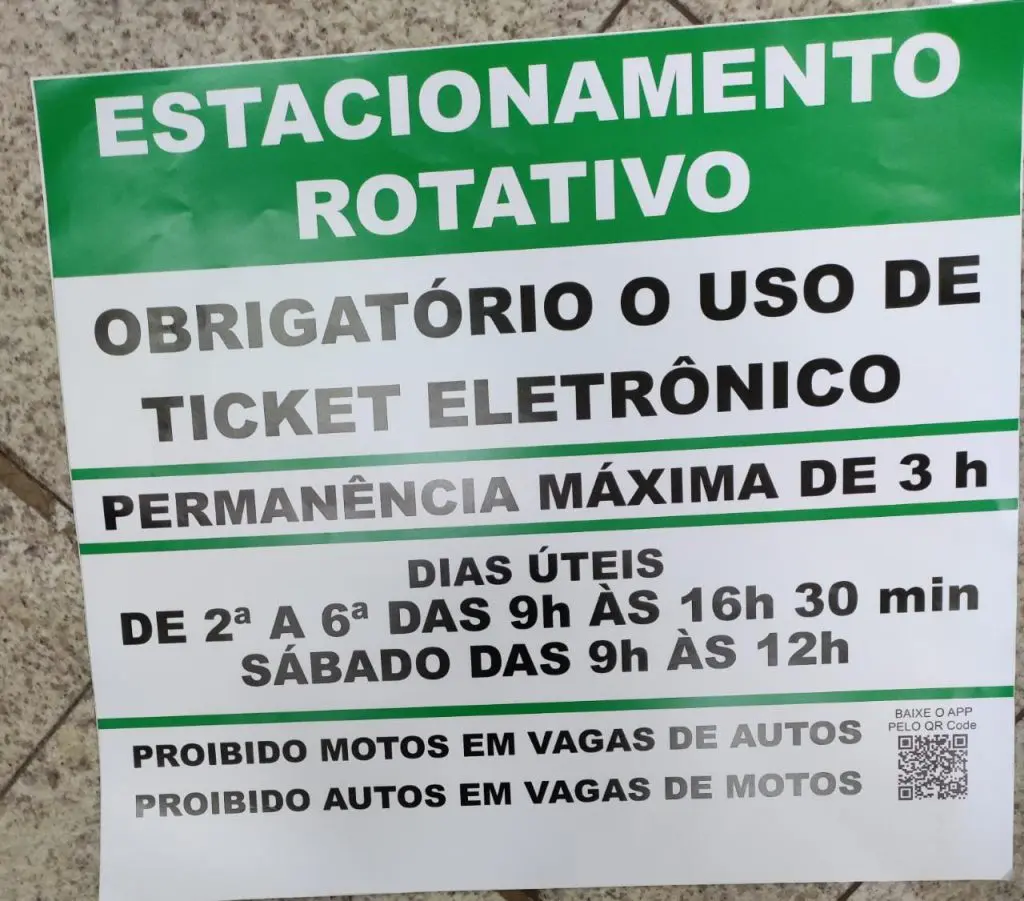 ESTACIONAMENTO
ROTATIVO
OBRIGATÓRIO O USO DE
TICKET ELETRÔNICO
PERMANÊNCIA MÁXIMA DE 3 h
DIAS ÚTEIS
DE 2ª A 6ª DAS 9h ÀS 16h 30 min
SÁBADO DAS 9h ÀS 12h
PROIBIDO MOTOS EM VAGAS DE AUTOS
PROIBIDO AUTOS EM VAGAS DE MOTOS
BAIXE O APP
PELO QR Code